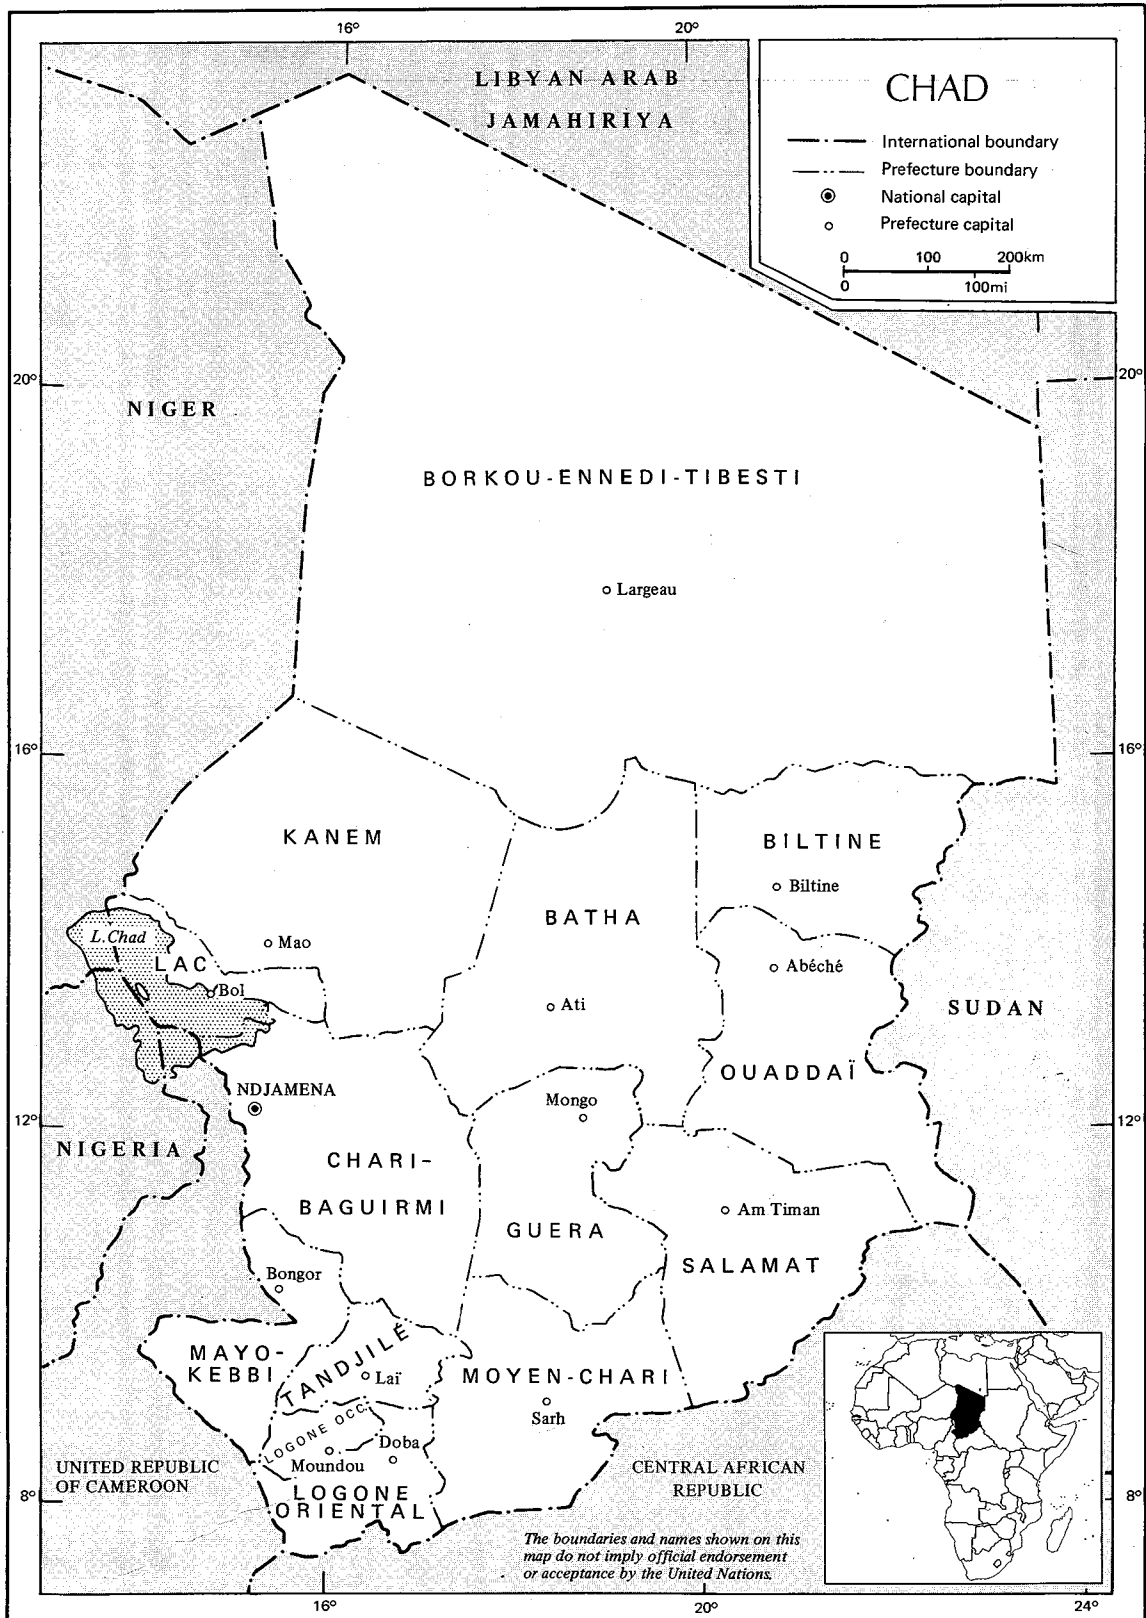 16°
20°
LIBYAN ARAB
JAMAHIRIYA
CHAD
International boundary
Prefecture boundary
National capital
Prefecture capital
0 100 200km
0 100mi
20°
20°
NIGER
BORKOU-ENNEDI-TIBESTI
Largeau
16°
16°
KANEM
BILTINE
Biltine
BATHA
L. Chad
Mao
LAC
Abéché
Bol
Ati
SUDAN
OUADDAÏ
NDJAMENA
Mongo
12°
12°
NIGERIA
CHARI-
BAGUIRMI
Am Timan
GUERA
SALAMAT
Bongor
MAYO-
KEBBI
TANDJILÉ
Laï
MOYEN-CHARI
Sarh
LOGONE OCC.
Doba
Moundou
UNITED REPUBLIC
OF CAMEROON
CENTRAL AFRICAN
REPUBLIC
LOGONE
ORIENTAL
8°
8°
The boundaries and names shown on this
map do not imply official endorsement
or acceptance by the United Nations.
16°
20°
24°